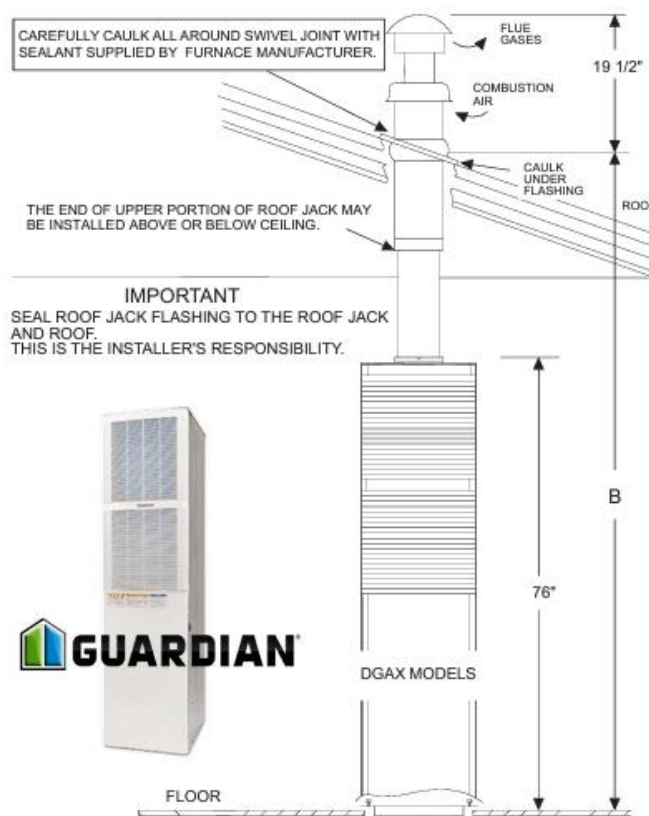 CAREFULLY CAULK ALL AROUND SWIVEL JOINT WITH
SEALANT SUPPLIED BY FURNACE MANUFACTURER.
FLUE
GASES
19 1/2"
COMBUSTION
AIR
CAULK
UNDER
FLASHING
ROO
THE END OF UPPER PORTION OF ROOF JACK MAY
BE INSTALLED ABOVE OR BELOW CEILING.
IMPORTANT
SEAL ROOF JACK FLASHING TO THE ROOF JACK
AND ROOF.
THIS IS THE INSTALLER'S RESPONSIBILITY.
B
76"
GUARDIAN
DGAX MODELS
FLOOR